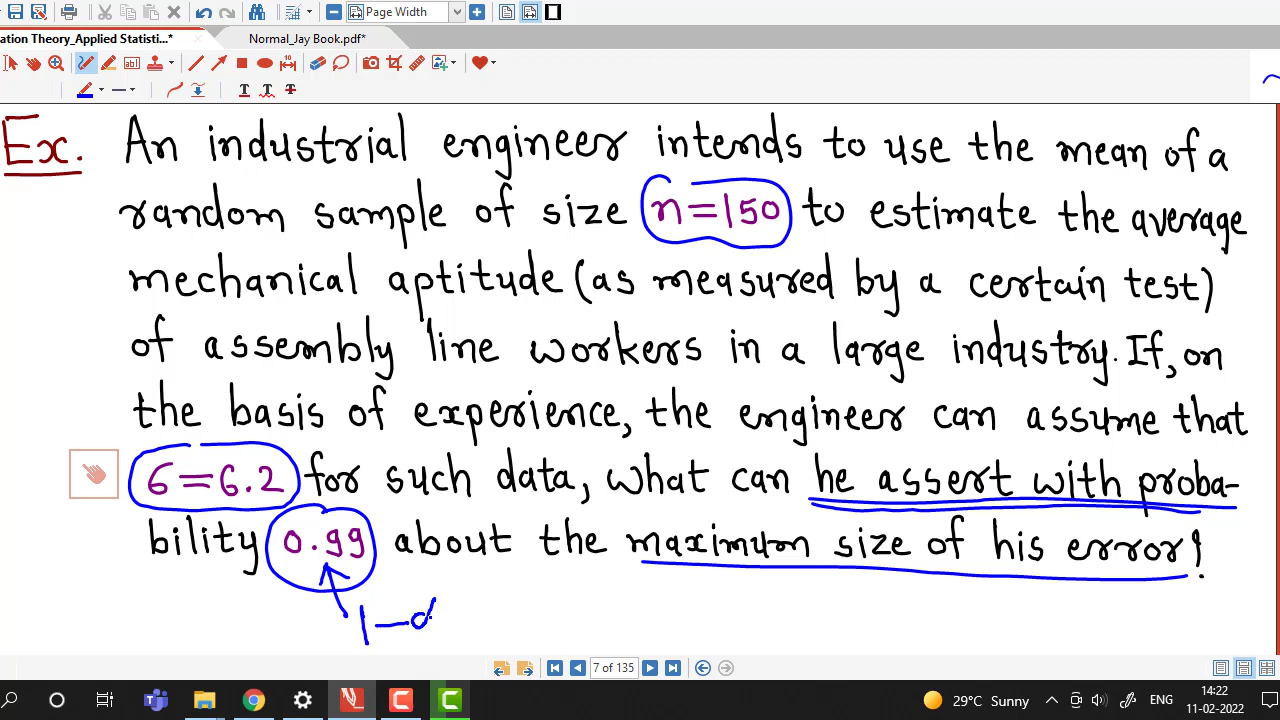 Page Width
ation Theory_Applied Statisti...*
Normal_Jay Book.pdf*
Ex. An industrial engineer intends to use the mean of a
random sample of size n=150 to estimate the average
mechanical aptitude (as measured by a certain test)
of assembly line workers in a large industry. If, on
the basis of experience, the engineer can assume that
6=6.2 for such data, what can he assert with proba-
bility 0.99 about the maximum size of his error?
1-α
7 of 135
29°C Sunny
ENG
14:22
11-02-2022